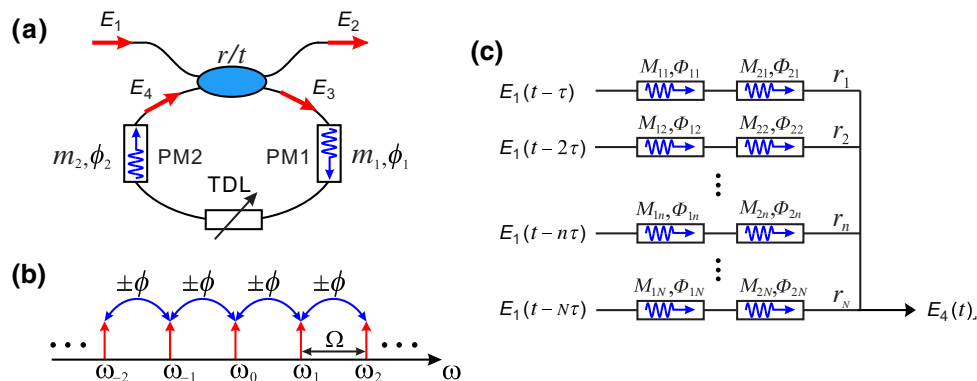 (a)
E₁
E₂
r/t
E₄
E₃
m₂,ϕ₂
PM2
PM1
m₁,ϕ₁
TDL
(b)
±ϕ ±ϕ ±ϕ ±ϕ
Ω
ω₋₂ ω₋₁ ω₀ ω₁ ω₂ ω
(c)
M₁₁,Φ₁₁ M₂₁,Φ₂₁
E₁(t−τ) r₁
M₁₂,Φ₁₂ M₂₂,Φ₂₂
E₁(t−2τ) r₂
M₁ₙ,Φ₁ₙ M₂ₙ,Φ₂ₙ
E₁(t−nτ) rₙ
M₁N,Φ₁N M₂N,Φ₂N
E₁(t−Nτ) rN
E₄(t)